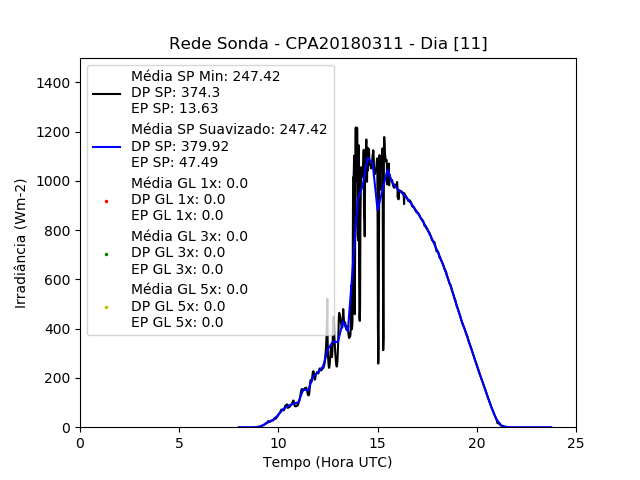 Rede Sonda - CPA20180311 - Dia [11]
Média SP Min: 247.42
DP SP: 374.3
EP SP: 13.63
Média SP Suavizado: 247.42
DP SP: 379.92
EP SP: 47.49
Média GL 1x: 0.0
DP GL 1x: 0.0
EP GL 1x: 0.0
Média GL 3x: 0.0
DP GL 3x: 0.0
EP GL 3x: 0.0
Média GL 5x: 0.0
DP GL 5x: 0.0
EP GL 5x: 0.0
Irradiância (Wm-2)
1400
1200
1000
800
600
400
200
0
0 5 10 15 20 25
Tempo (Hora UTC)